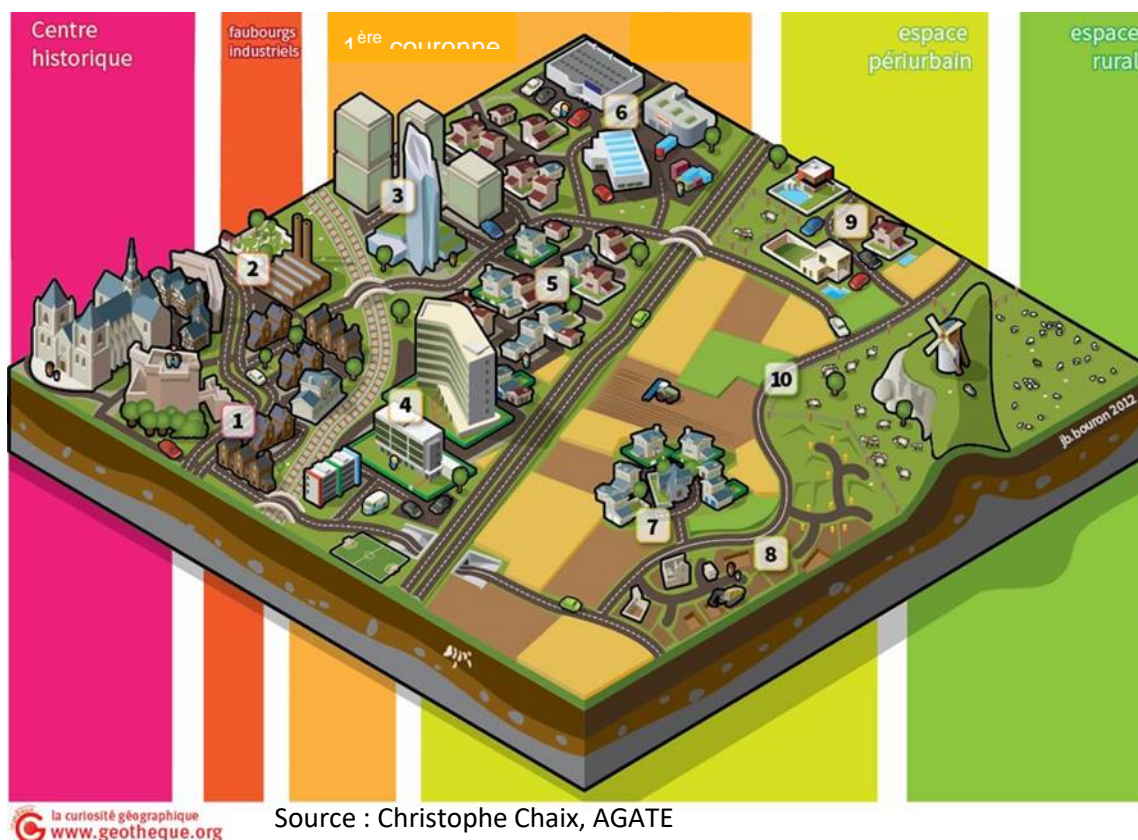 Centre
historique
faubourgs
industriels
1ère couronne
espace
périurbain
espace
rural
6
3
9
2
5
10
4
1
7
8
jb.bouron 2012
la curiosité géographique
www.geotheque.org
Source : Christophe Chaix, AGATE